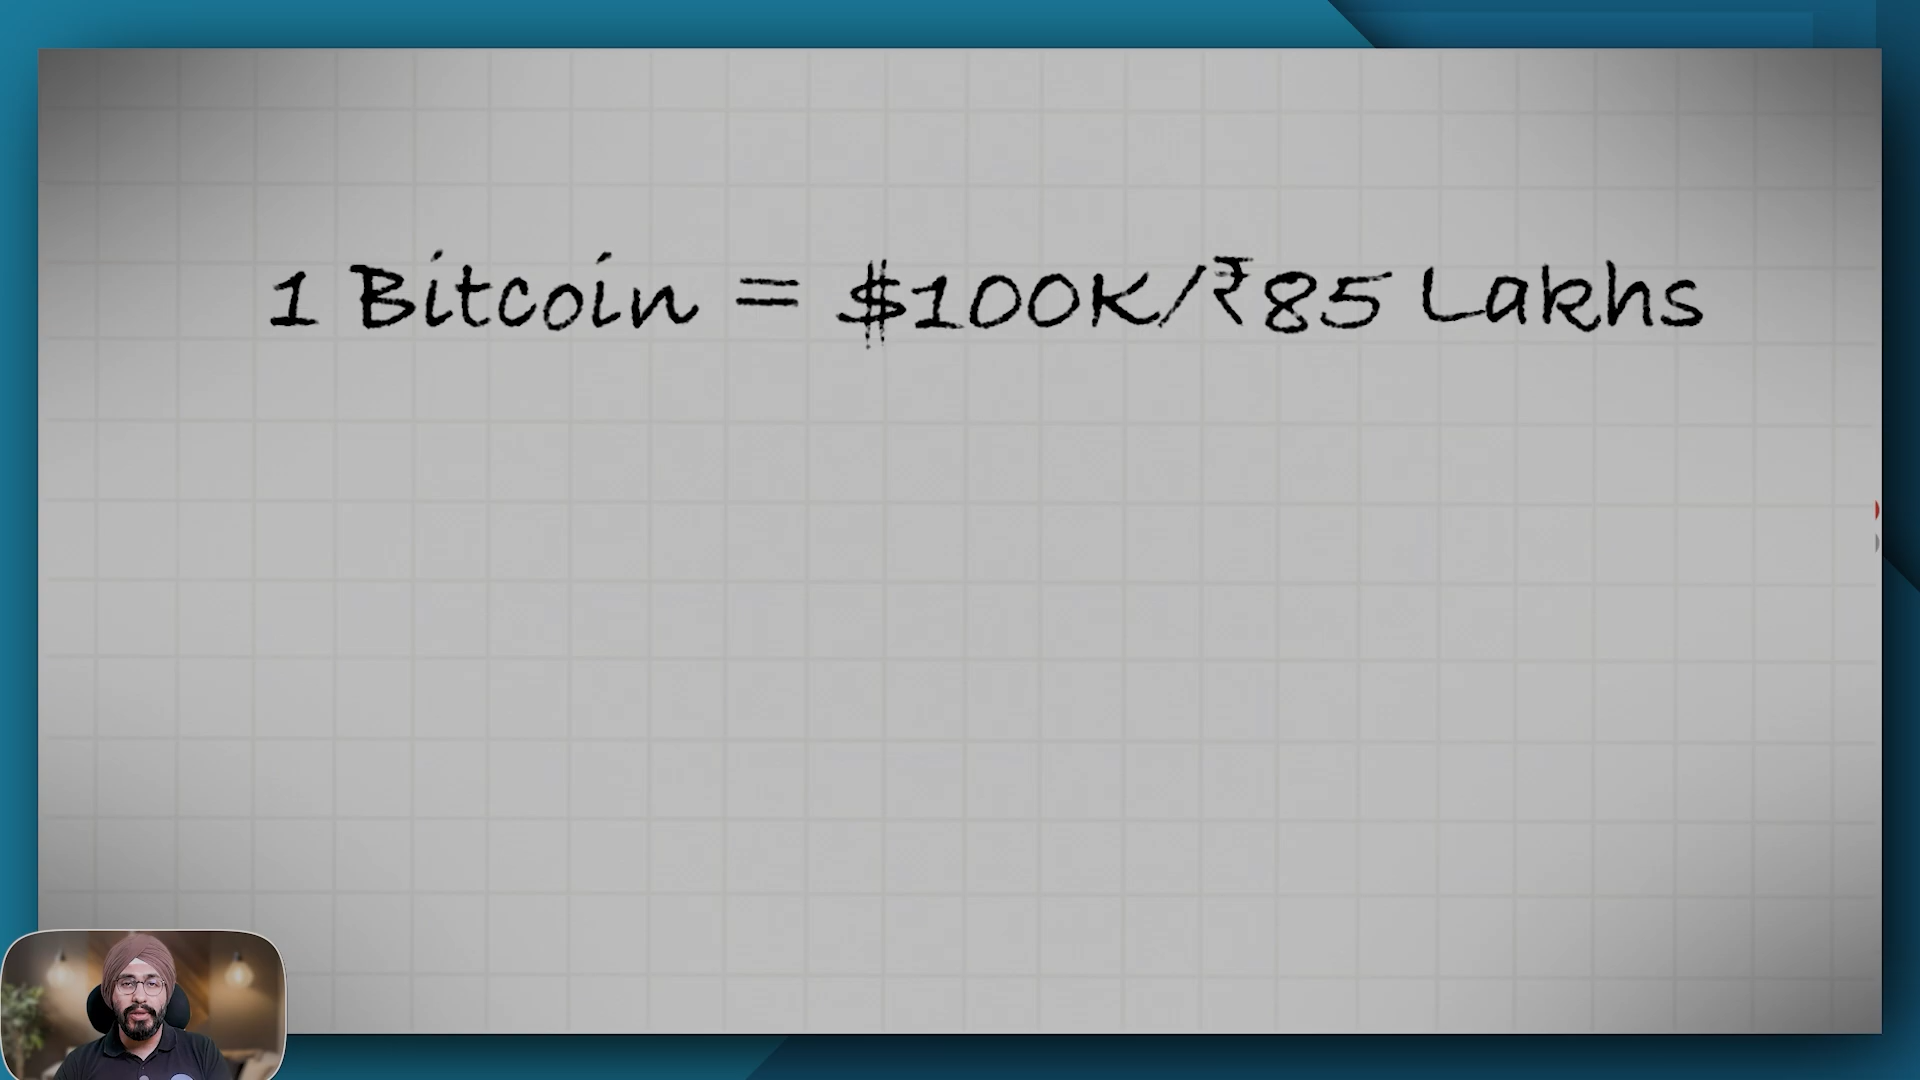 1 Bitcoin = $100K/₹85 Lakhs